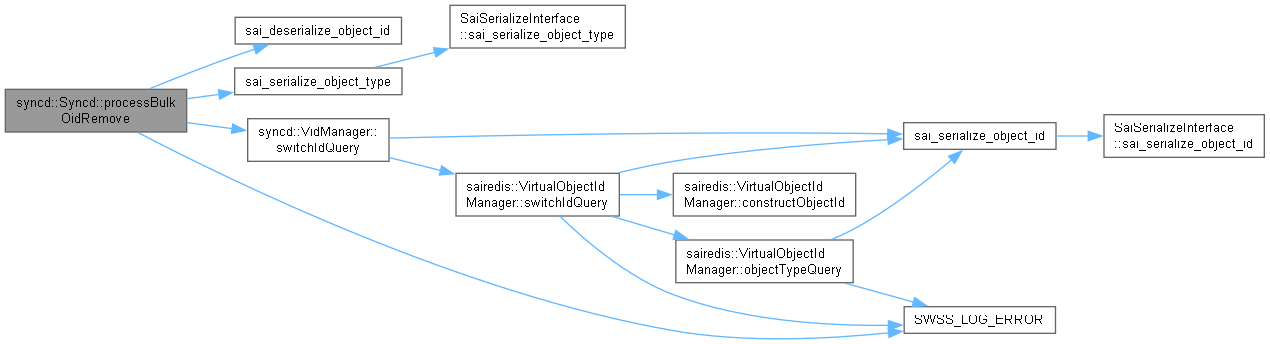 SaiSerializeInterface
::sai_serialize_object_type
sai_deserialize_object_id
sai_serialize_object_type
syncd::Syncd::processBulk
OidRemove
syncd::VidManager::
switchIdQuery
sai_serialize_object_id
SaiSerializeInterface
::sai_serialize_object_id
sairedis::VirtualObjectId
Manager::switchIdQuery
sairedis::VirtualObjectId
Manager::constructObjectId
sairedis::VirtualObjectId
Manager::objectTypeQuery
SWSS_LOG_ERROR